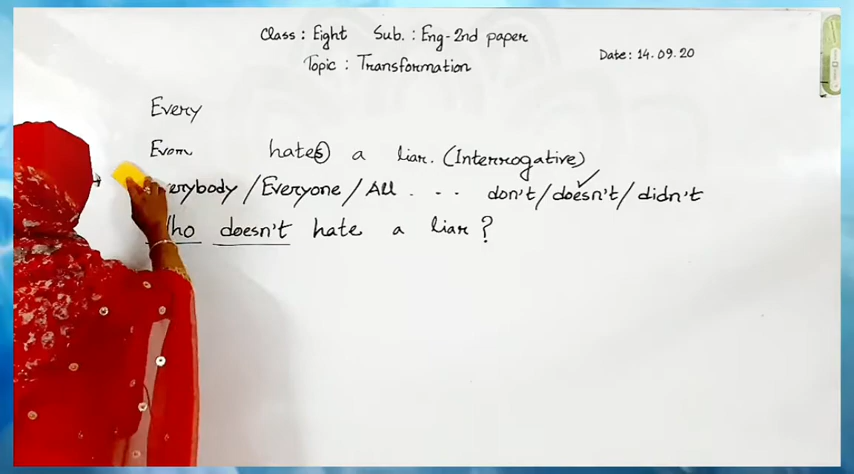 Class : Eight Sub. : Eng-2nd paper
Topic : Transformation
Date: 14.09.20
Every
hates a liar. (Interrogative)
erybody / Everyone / All . . . don't / doesn't / didn't
ho doesn't hate a liar ?